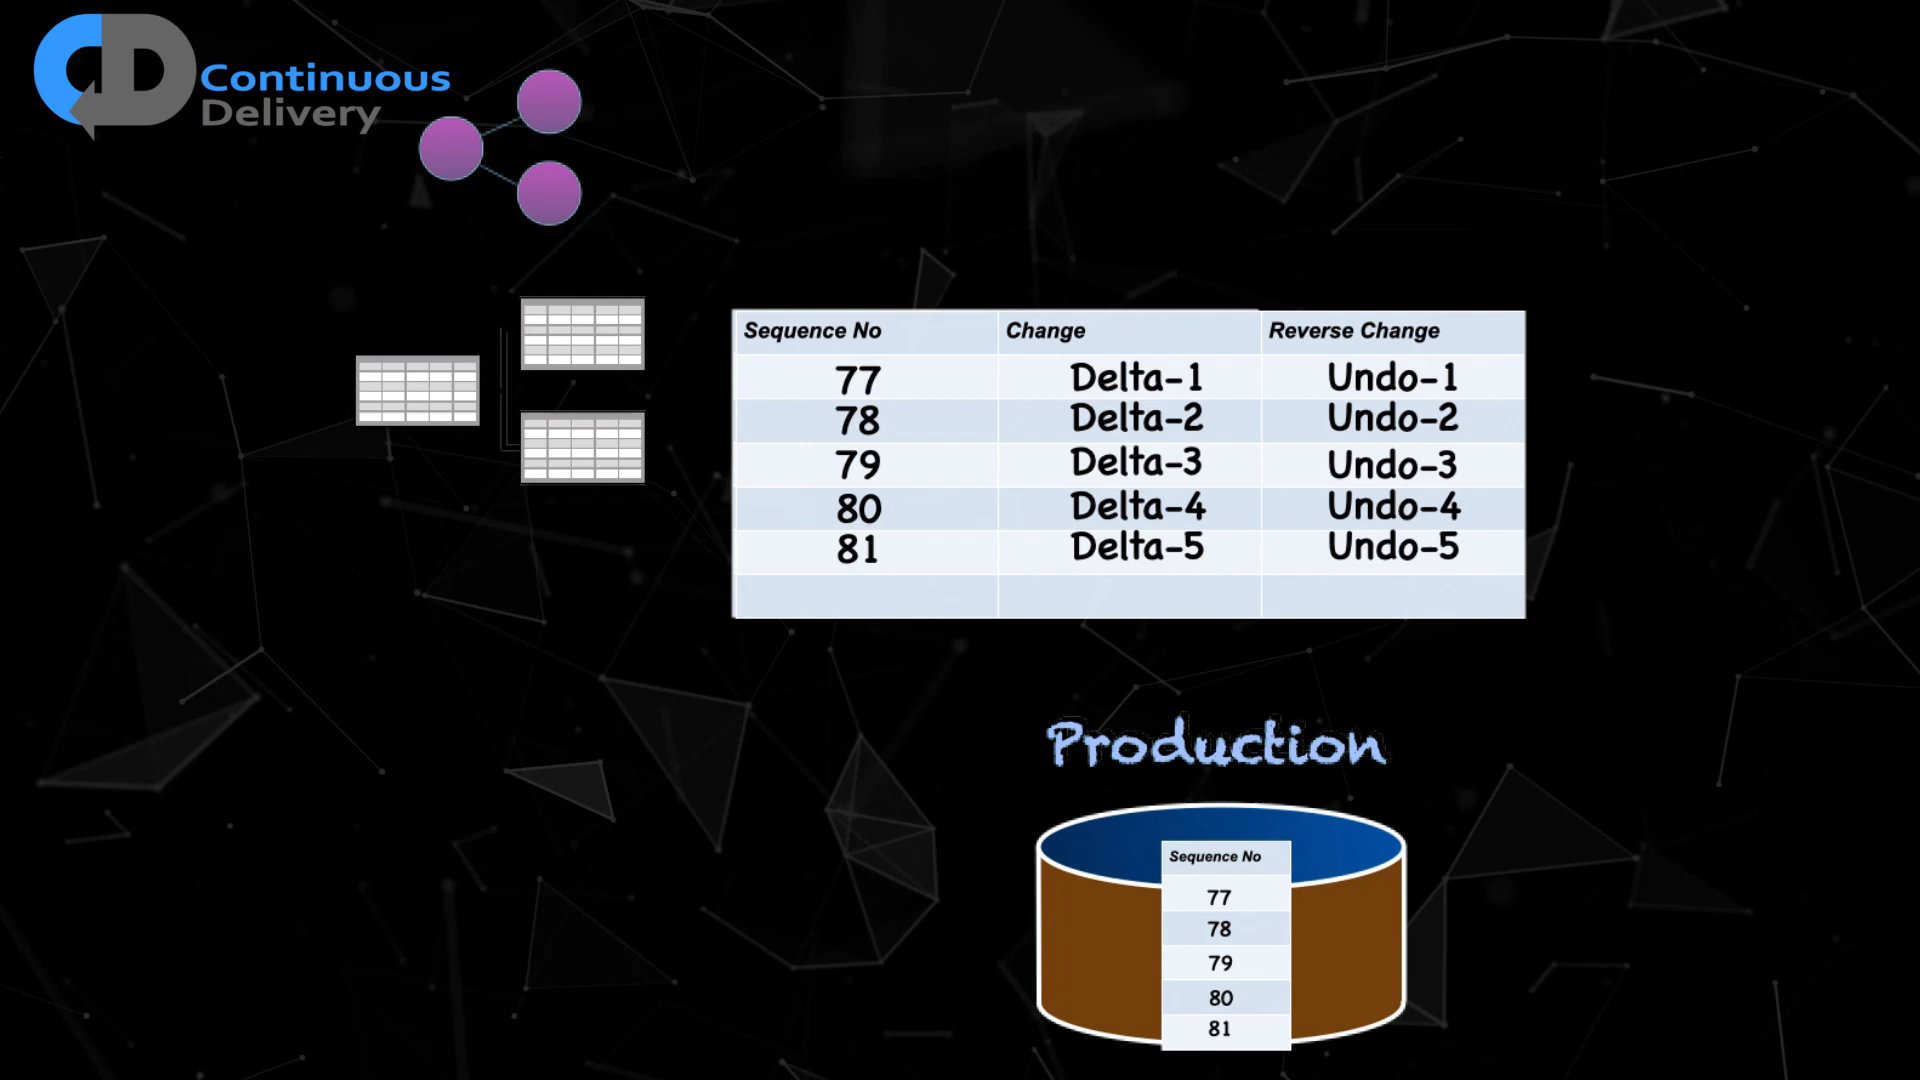 Continuous
Delivery
Sequence No Change Reverse Change
77 Delta-1 Undo-1
78 Delta-2 Undo-2
79 Delta-3 Undo-3
80 Delta-4 Undo-4
81 Delta-5 Undo-5
Production
Sequence No
77
78
79
80
81